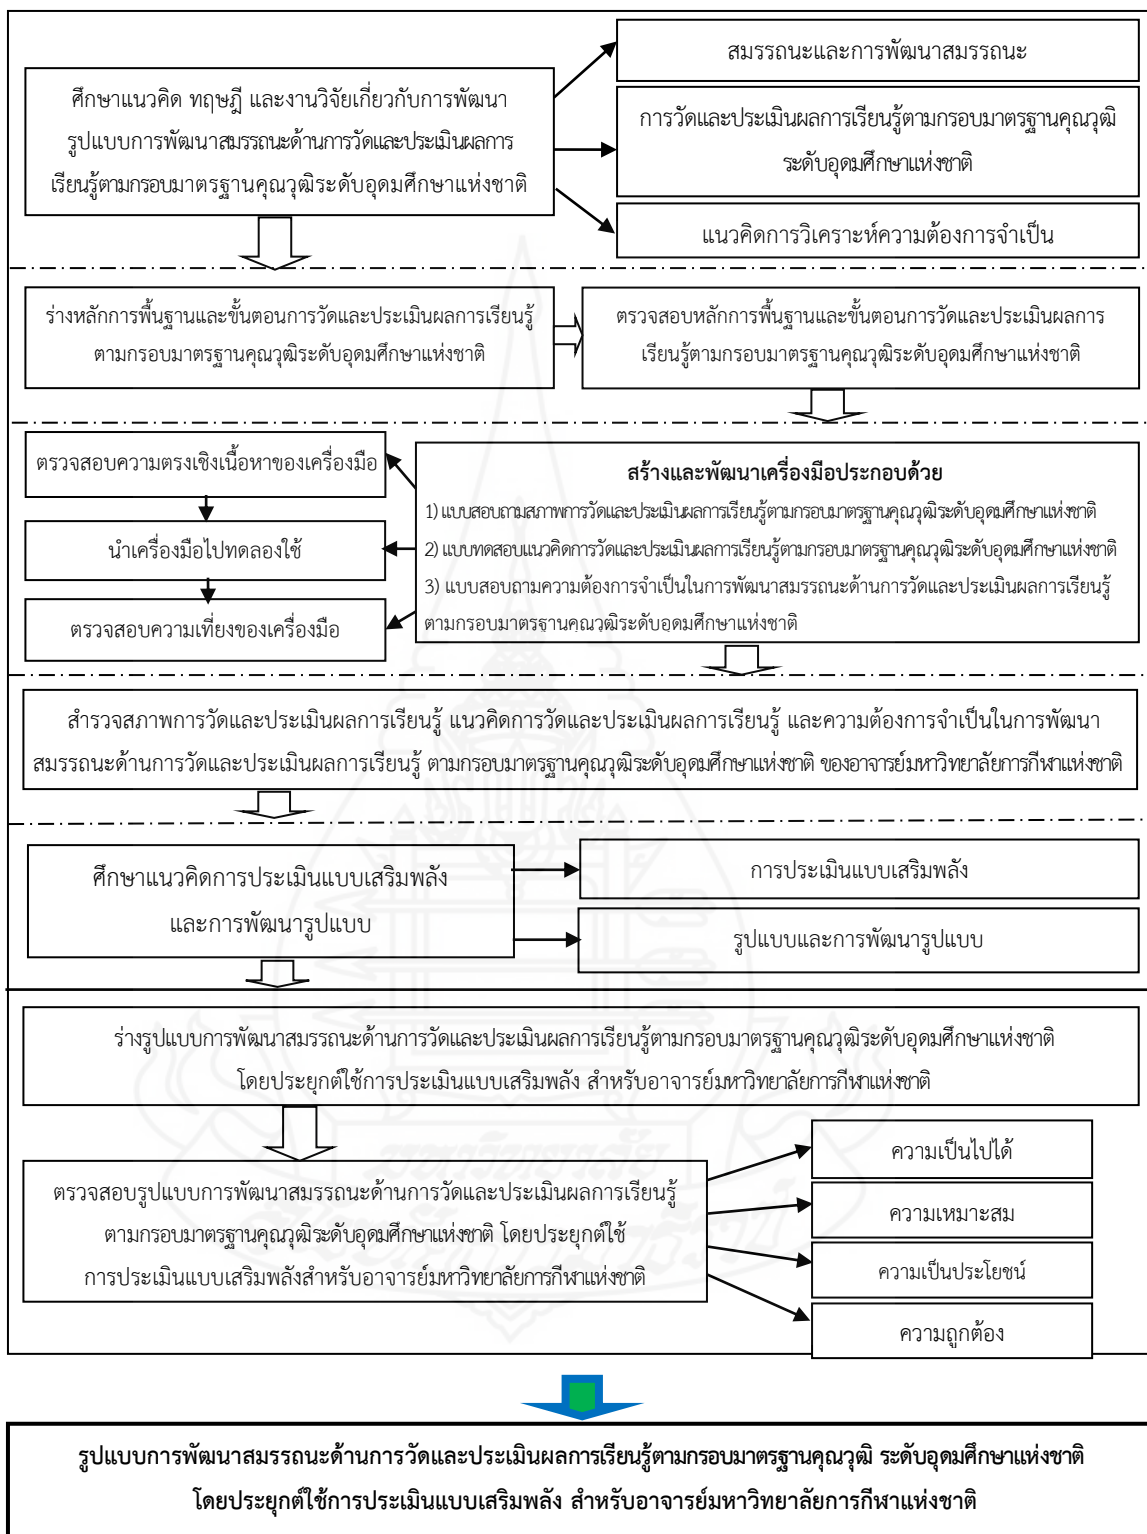 สมรรถนะและการพัฒนาสมรรถนะ
ศึกษาแนวคิด ทฤษฎี และงานวิจัยเกี่ยวกับการพัฒนา
รูปแบบการพัฒนาสมรรถนะด้านการวัดและประเมินผลการ
เรียนรู้ตามกรอบมาตรฐานคุณวุฒิระดับอุดมศึกษาแห่งชาติ
การวัดและประเมินผลการเรียนรู้ตามกรอบมาตรฐานคุณวุฒิ
ระดับอุดมศึกษาแห่งชาติ
แนวคิดการวิเคราะห์ความต้องการจำเป็น
ร่างหลักการพื้นฐานและขั้นตอนการวัดและประเมินผลการเรียนรู้
ตามกรอบมาตรฐานคุณวุฒิระดับอุดมศึกษาแห่งชาติ
ตรวจสอบหลักการพื้นฐานและขั้นตอนการวัดและประเมินผลการ
เรียนรู้ตามกรอบมาตรฐานคุณวุฒิระดับอุดมศึกษาแห่งชาติ
ตรวจสอบความตรงเชิงเนื้อหาของเครื่องมือ
นำเครื่องมือไปทดลองใช้
ตรวจสอบความเที่ยงของเครื่องมือ
สร้างและพัฒนาเครื่องมือประกอบด้วย
1) แบบสอบถามสภาพการวัดและประเมินผลการเรียนรู้ตามกรอบมาตรฐานคุณวุฒิระดับอุดมศึกษาแห่งชาติ
2) แบบทดสอบแนวคิดการวัดและประเมินผลการเรียนรู้ตามกรอบมาตรฐานคุณวุฒิระดับอุดมศึกษาแห่งชาติ
3) แบบสอบถามความต้องการจำเป็นในการพัฒนาสมรรถนะด้านการวัดและประเมินผลการเรียนรู้
ตามกรอบมาตรฐานคุณวุฒิระดับอุดมศึกษาแห่งชาติ
สำรวจสภาพการวัดและประเมินผลการเรียนรู้ แนวคิดการวัดและประเมินผลการเรียนรู้ และความต้องการจำเป็นในการพัฒนา
สมรรถนะด้านการวัดและประเมินผลการเรียนรู้ ตามกรอบมาตรฐานคุณวุฒิระดับอุดมศึกษาแห่งชาติ ของอาจารย์มหาวิทยาลัยการกีฬาแห่งชาติ
ศึกษาแนวคิดการประเมินแบบเสริมพลัง
และการพัฒนารูปแบบ
การประเมินแบบเสริมพลัง
รูปแบบและการพัฒนารูปแบบ
ร่างรูปแบบการพัฒนาสมรรถนะด้านการวัดและประเมินผลการเรียนรู้ตามกรอบมาตรฐานคุณวุฒิระดับอุดมศึกษาแห่งชาติ
โดยประยุกต์ใช้การประเมินแบบเสริมพลัง สำหรับอาจารย์มหาวิทยาลัยการกีฬาแห่งชาติ
ตรวจสอบรูปแบบการพัฒนาสมรรถนะด้านการวัดและประเมินผลการเรียนรู้
ตามกรอบมาตรฐานคุณวุฒิระดับอุดมศึกษาแห่งชาติ โดยประยุกต์ใช้
การประเมินแบบเสริมพลังสำหรับอาจารย์มหาวิทยาลัยการกีฬาแห่งชาติ
ความเป็นไปได้
ความเหมาะสม
ความเป็นประโยชน์
ความถูกต้อง
รูปแบบการพัฒนาสมรรถนะด้านการวัดและประเมินผลการเรียนรู้ตามกรอบมาตรฐานคุณวุฒิ ระดับอุดมศึกษาแห่งชาติ
โดยประยุกต์ใช้การประเมินแบบเสริมพลัง สำหรับอาจารย์มหาวิทยาลัยการกีฬาแห่งชาติ